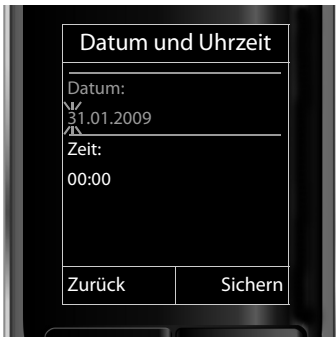 Datum und Uhrzeit
Datum:
31.01.2009
Zeit:
00:00
Zurück Sichern